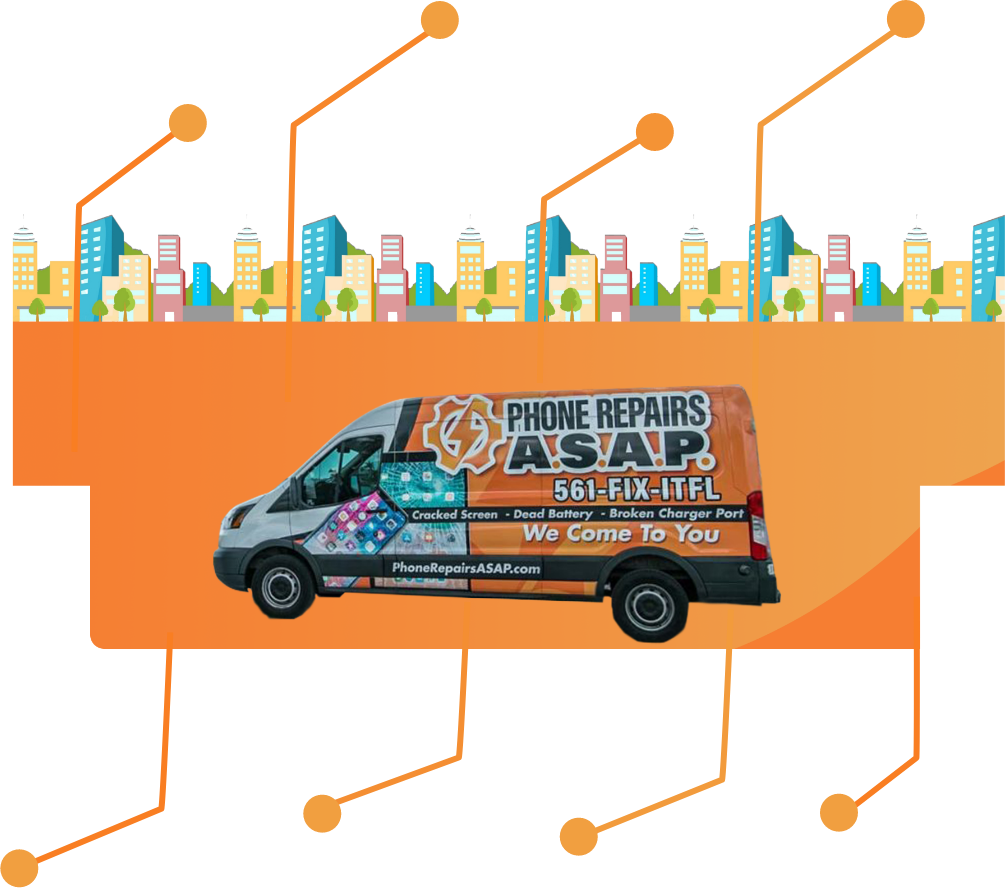 PHONE REPAIRS
A.S.A.P.
561-FIX-ITFL
Cracked Screen - Dead Battery - Broken Charger Port
We Come To You
PhoneRepairsASAP.com